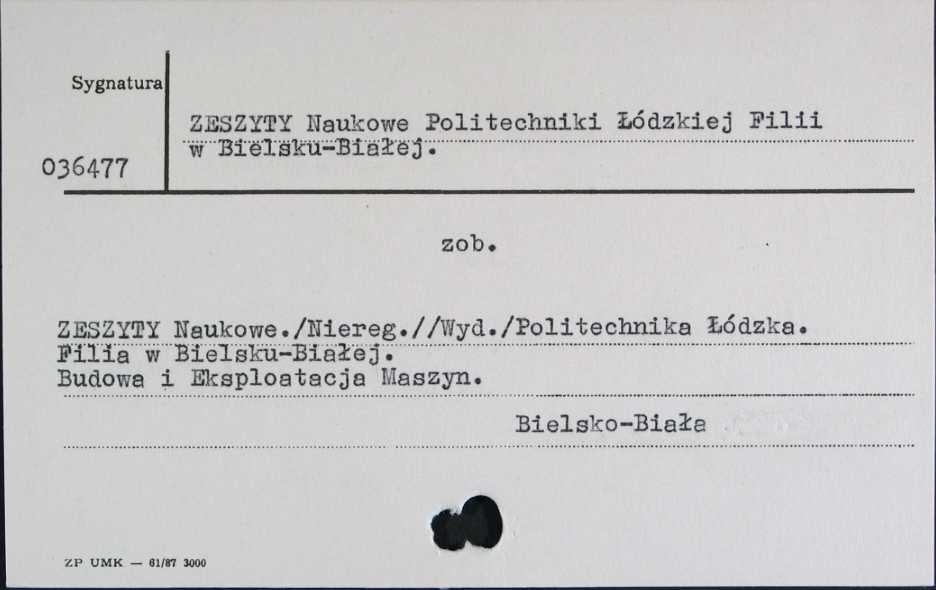 Sygnatura
ZESZYTY Naukowe Politechniki Łódzkiej Filii
w Bielsku-Białej.
036477
zob.
ZESZYTY Naukowe./Niereg.//Wyd./Politechnika Łódzka.
Filia w Bielsku-Białej.
Budowa i Eksploatacja Maszyn.
Bielsko-Biała
ZP UMK — 61/87 3000